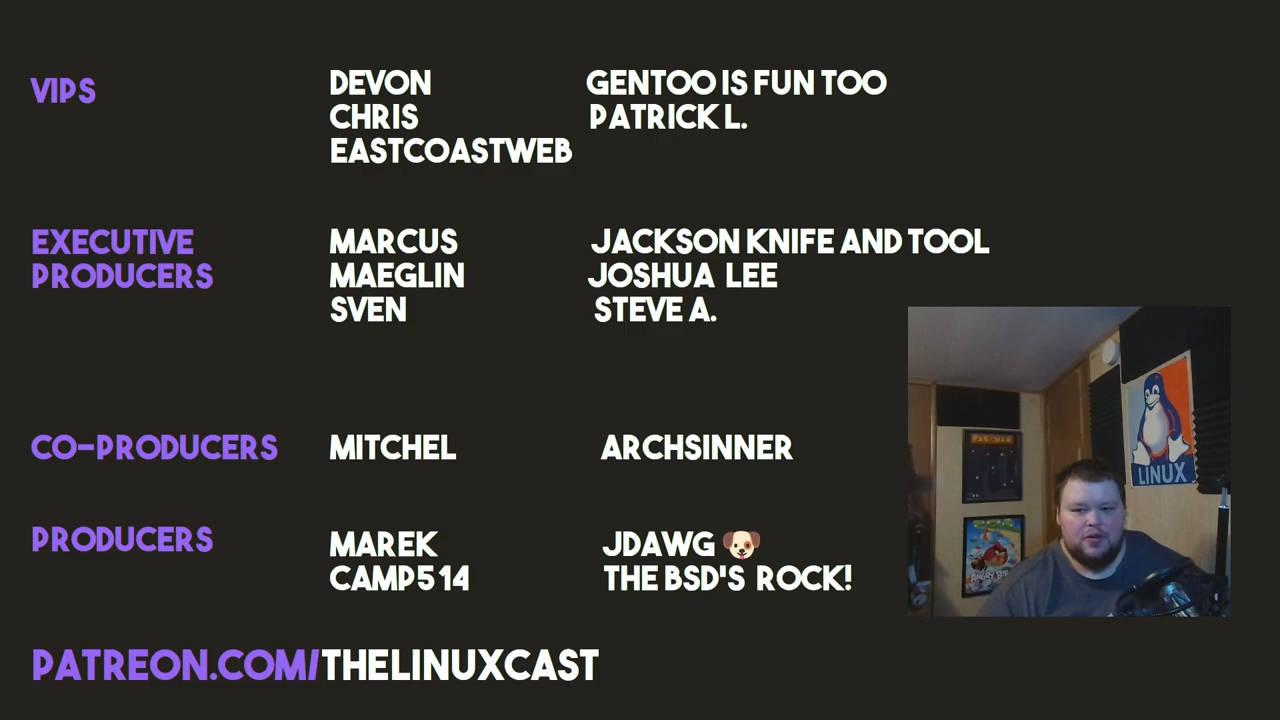 VIPS
DEVON GENTOO IS FUN TOO
CHRIS PATRICK L.
EASTCOASTWEB
EXECUTIVE
PRODUCERS
MARCUS JACKSON KNIFE AND TOOL
MAEGLIN JOSHUA LEE
SVEN STEVE A.
CO-PRODUCERS
MITCHEL ARCHSINNER
PRODUCERS
MAREK JDAWG 🐶
CAMP514 THE BSD'S ROCK!
PATREON.COM/THELINUXCAST
PAC-MAN
LINUX
ANGRY BIRDS